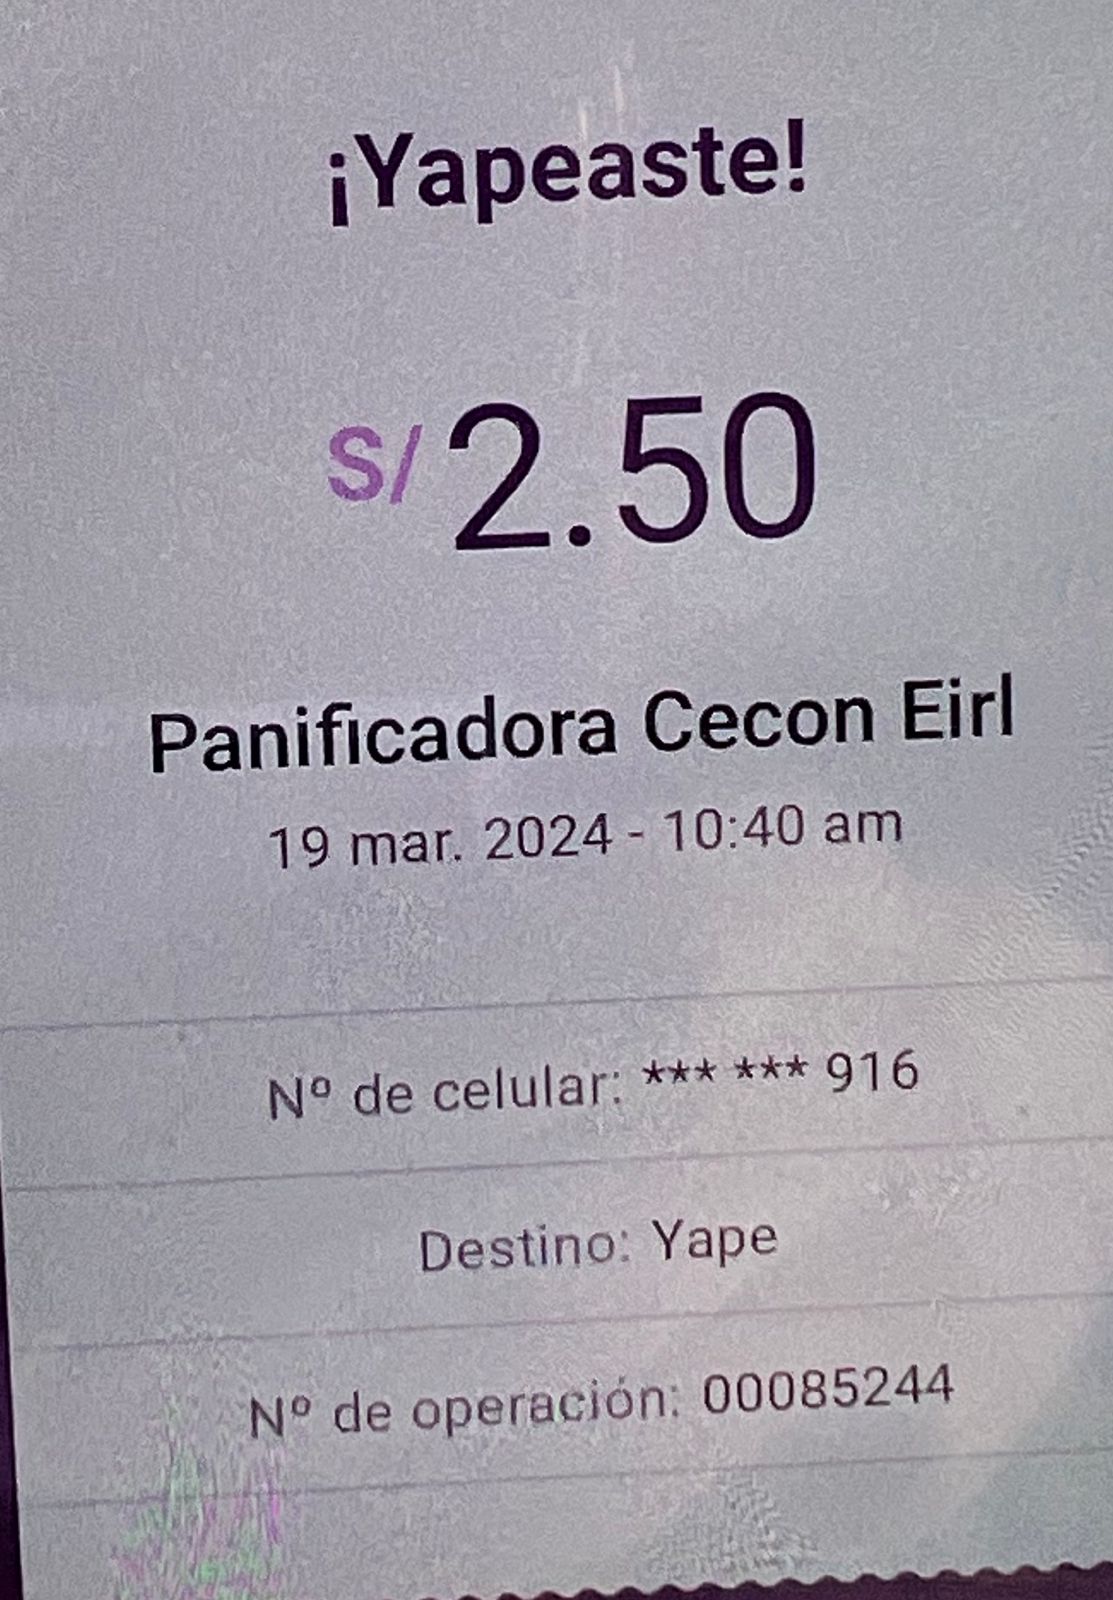 ¡Yapeaste!
S/2.50
Panificadora Cecon Eirl
19 mar. 2024 - 10:40 am
Nº de celular: *** *** 916
Destino: Yape
Nº de operación: 00085244